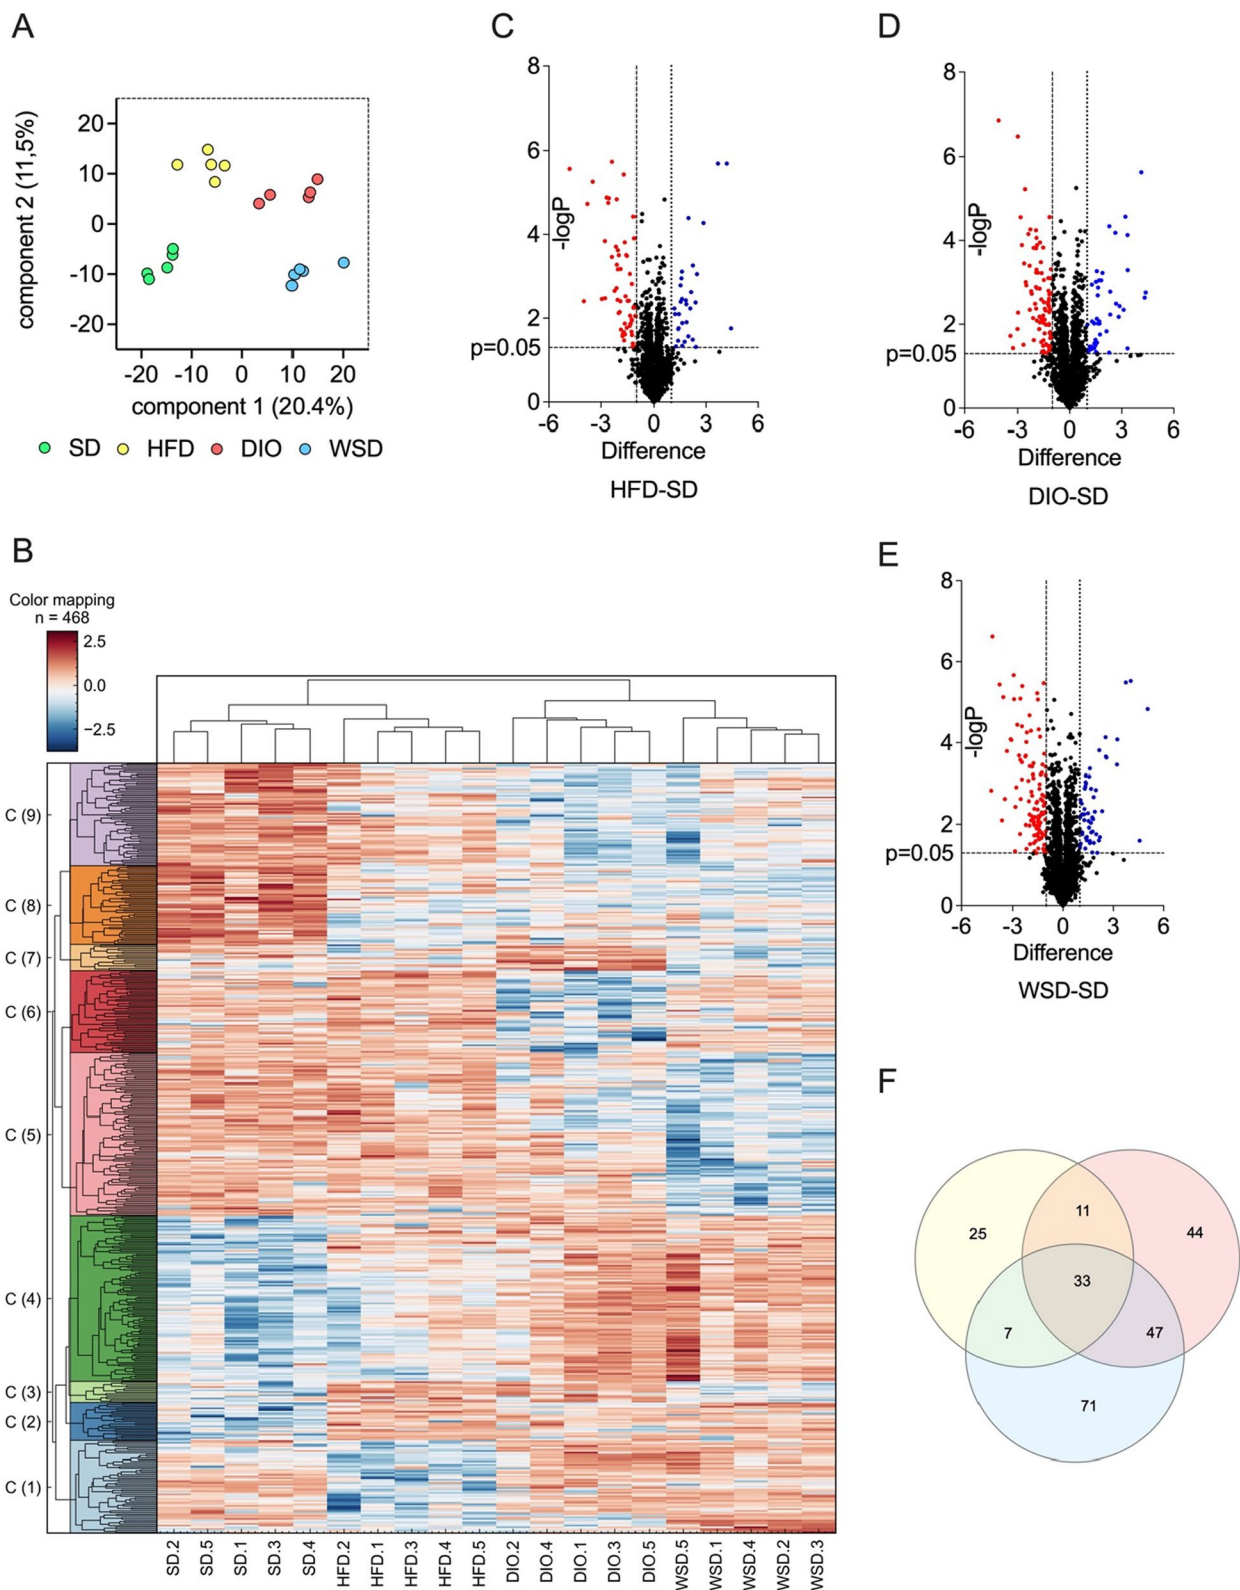 A
component 2 (11,5%)
20
10
0
-10
-20
-20 -10 0 10 20
component 1 (20.4%)
SD HFD DIO WSD
C
8
6
4
2
0
-logP
p=0.05
-6 -3 0 3 6
Difference
HFD-SD
D
8
6
4
2
0
-logP
p=0.05
-6 -3 0 3 6
Difference
DIO-SD
B
Color mapping
n = 468
2.5
0.0
−2.5
C (9)
C (8)
C (7)
C (6)
C (5)
C (4)
C (3)
C (2)
C (1)
SD.2 SD.5 SD.1 SD.3 SD.4 HFD.2 HFD.1 HFD.3 HFD.4 HFD.5 DIO.2 DIO.4 DIO.1 DIO.3 DIO.5 WSD.5 WSD.1 WSD.4 WSD.2 WSD.3
E
8
6
4
2
0
-logP
p=0.05
-6 -3 0 3 6
Difference
WSD-SD
F
25
11
44
33
7
47
71